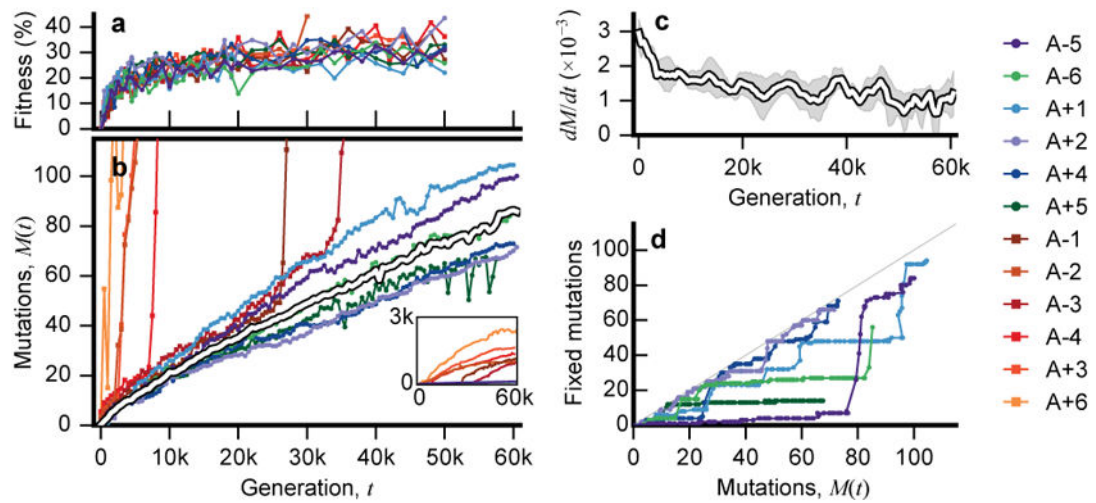 a
Fitness (%)
40
30
20
10
0
b
Mutations, M(t)
100
80
60
40
20
0
3k
0
0
60k
0
10k
20k
30k
40k
50k
60k
Generation, t
c
dM/dt (×10⁻³)
3
2
1
0
0
20k
40k
60k
Generation, t
d
Fixed mutations
100
80
60
40
20
0
0
20
40
60
80
100
Mutations, M(t)
A-5
A-6
A+1
A+2
A+4
A+5
A-1
A-2
A-3
A-4
A+3
A+6